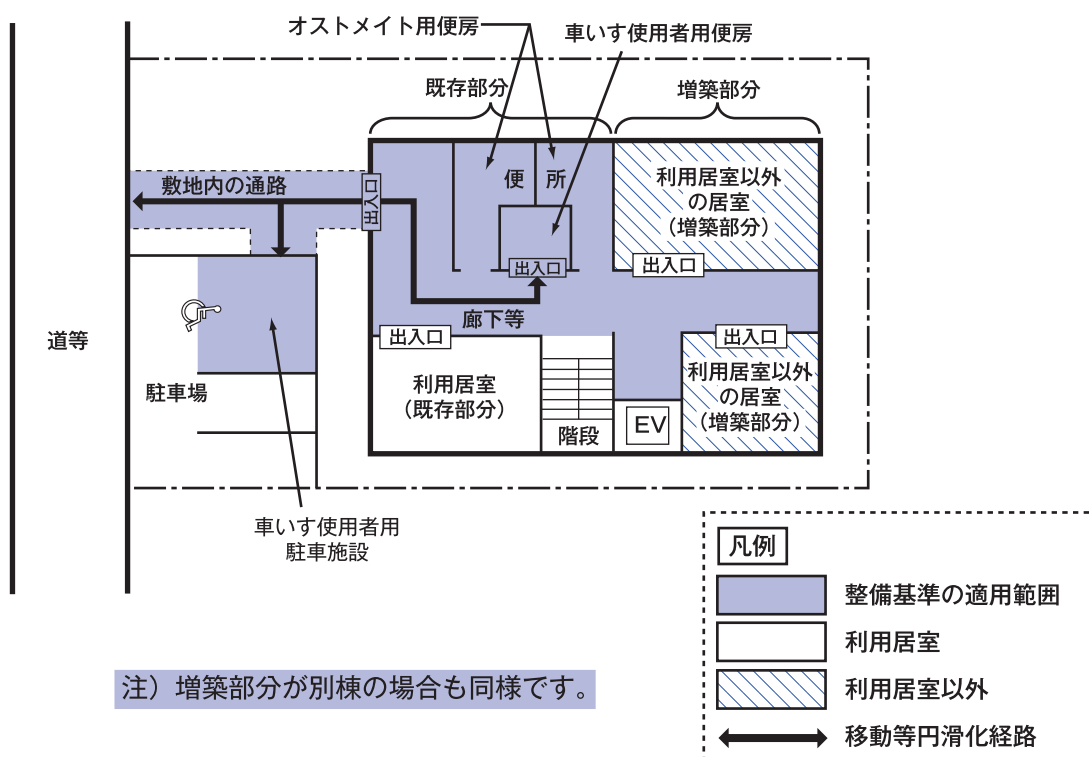 オストメイト用便房
車いす使用者用便房
既存部分
増築部分
敷地内の通路
出入口
便
所
利用居室以外
の居室
（増築部分）
出入口
出入口
廊下等
出入口
出入口
道等
駐車場
利用居室
（既存部分）
階段
EV
利用居室以外
の居室
（増築部分）
車いす使用者用
駐車施設
凡例
整備基準の適用範囲
利用居室
利用居室以外
移動等円滑化経路
注）増築部分が別棟の場合も同様です。